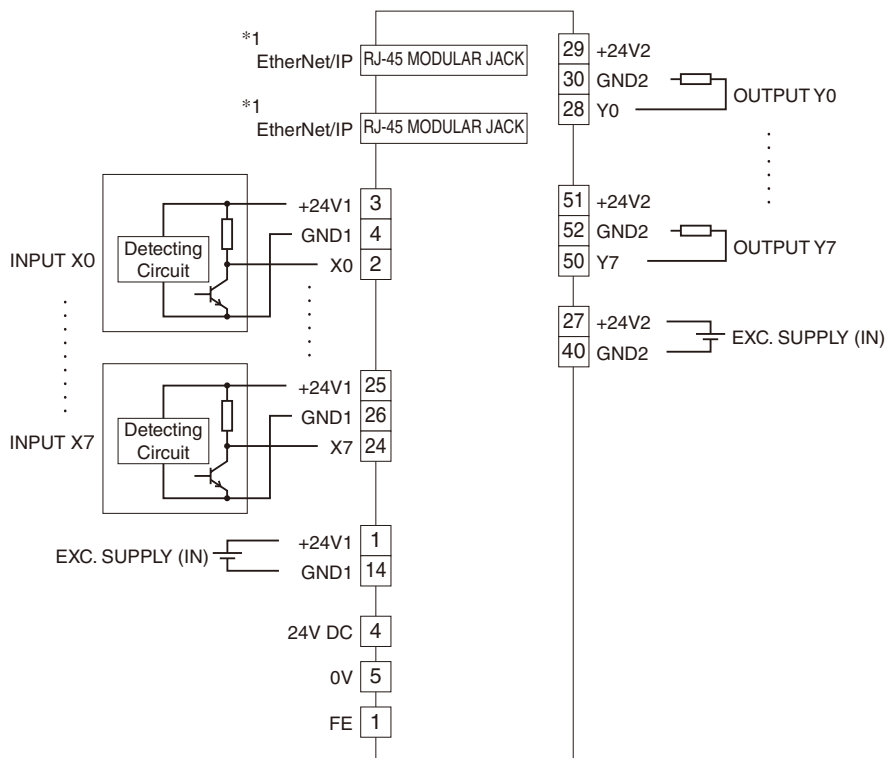 *1
EtherNet/IP RJ-45 MODULAR JACK
*1
EtherNet/IP RJ-45 MODULAR JACK
INPUT X0
Detecting
Circuit
+24V1 3
GND1 4
X0 2
INPUT X7
Detecting
Circuit
+24V1 25
GND1 26
X7 24
EXC. SUPPLY (IN)
+24V1 1
GND1 14
24V DC 4
0V 5
FE 1
29 +24V2
30 GND2
28 Y0
OUTPUT Y0
51 +24V2
52 GND2
50 Y7
OUTPUT Y7
27 +24V2
40 GND2
EXC. SUPPLY (IN)